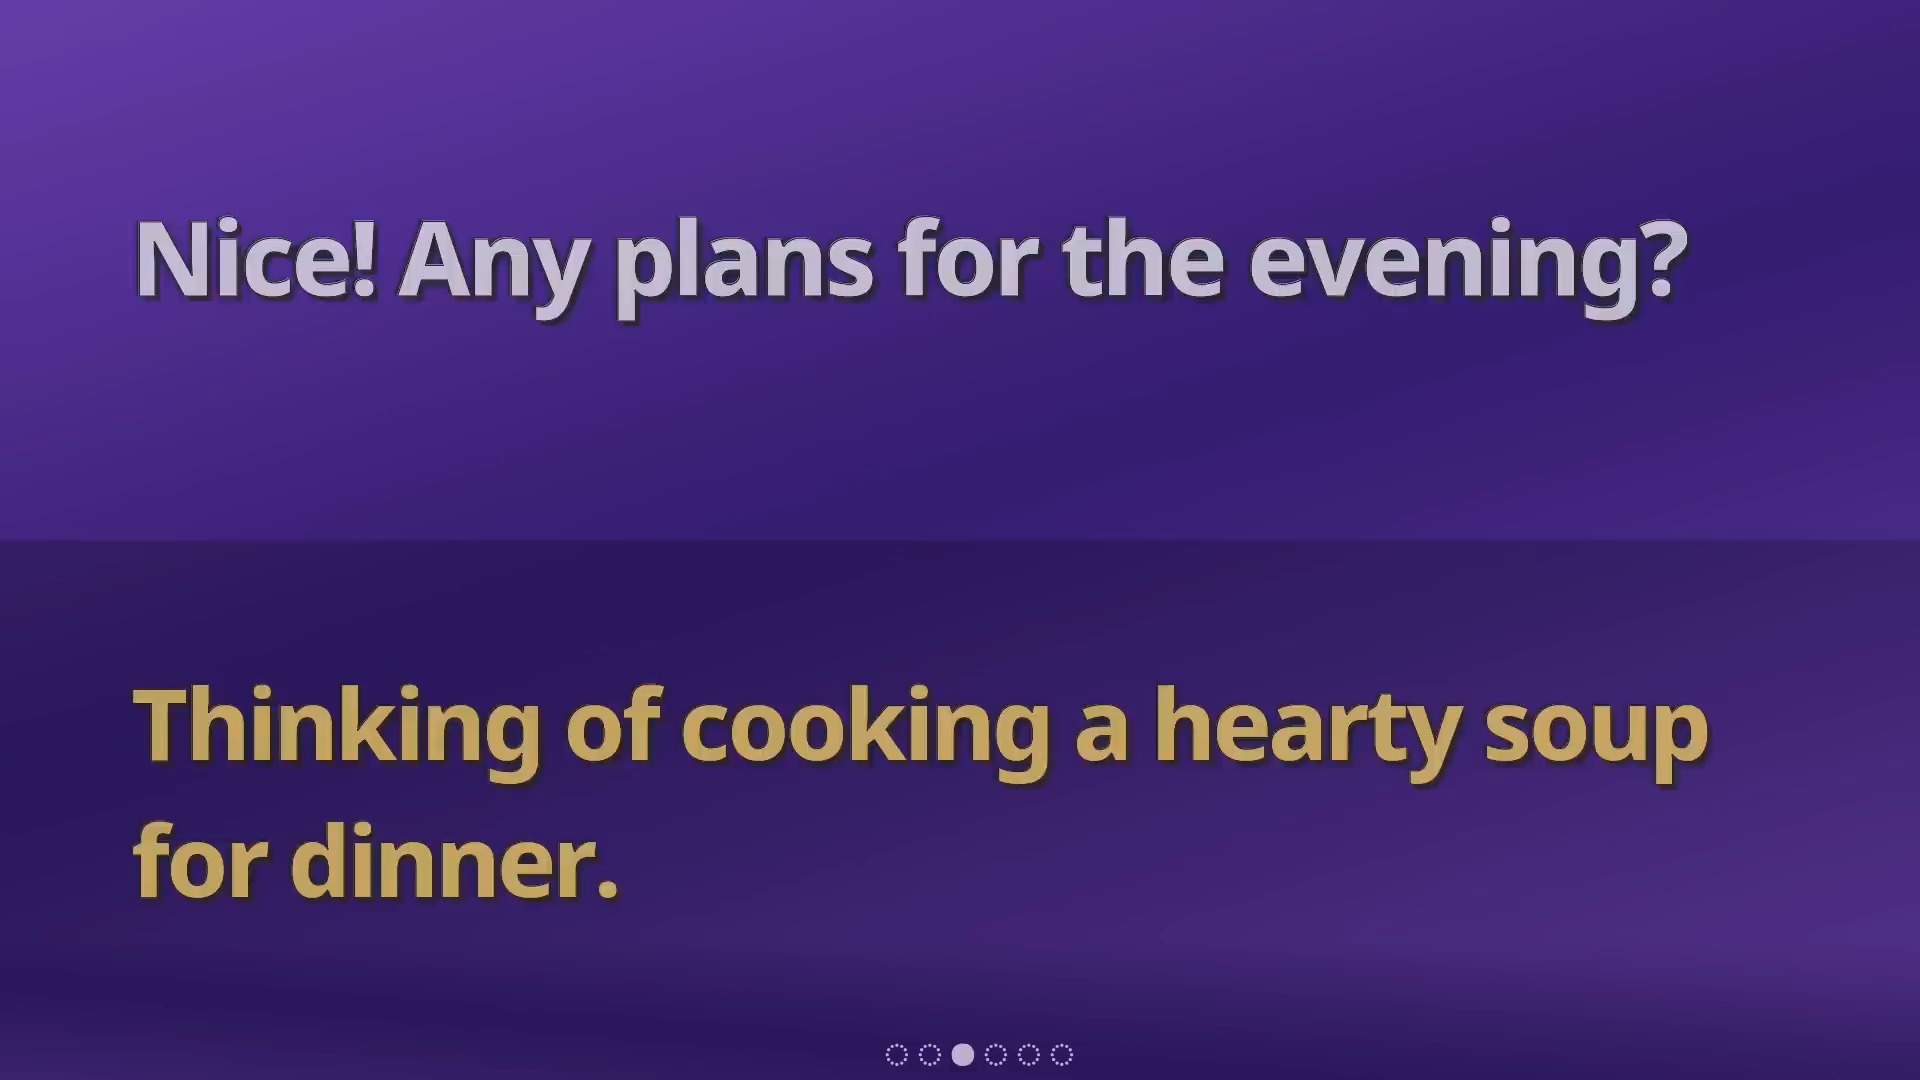 Nice! Any plans for the evening?
Thinking of cooking a hearty soup
for dinner.